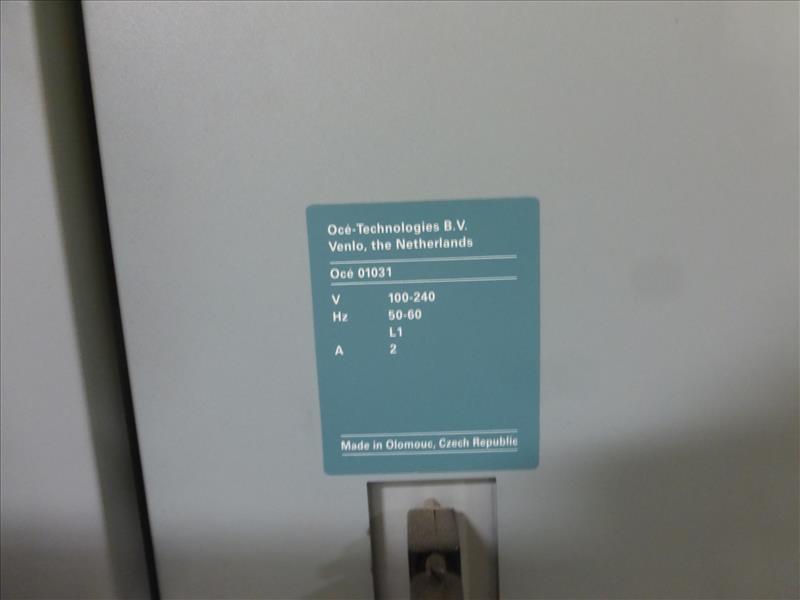 Océ-Technologies B.V.
Venlo, the Netherlands
Océ 01031
V 100-240
Hz 50-60
L1
A 2
Made in Olomouc, Czech Republic